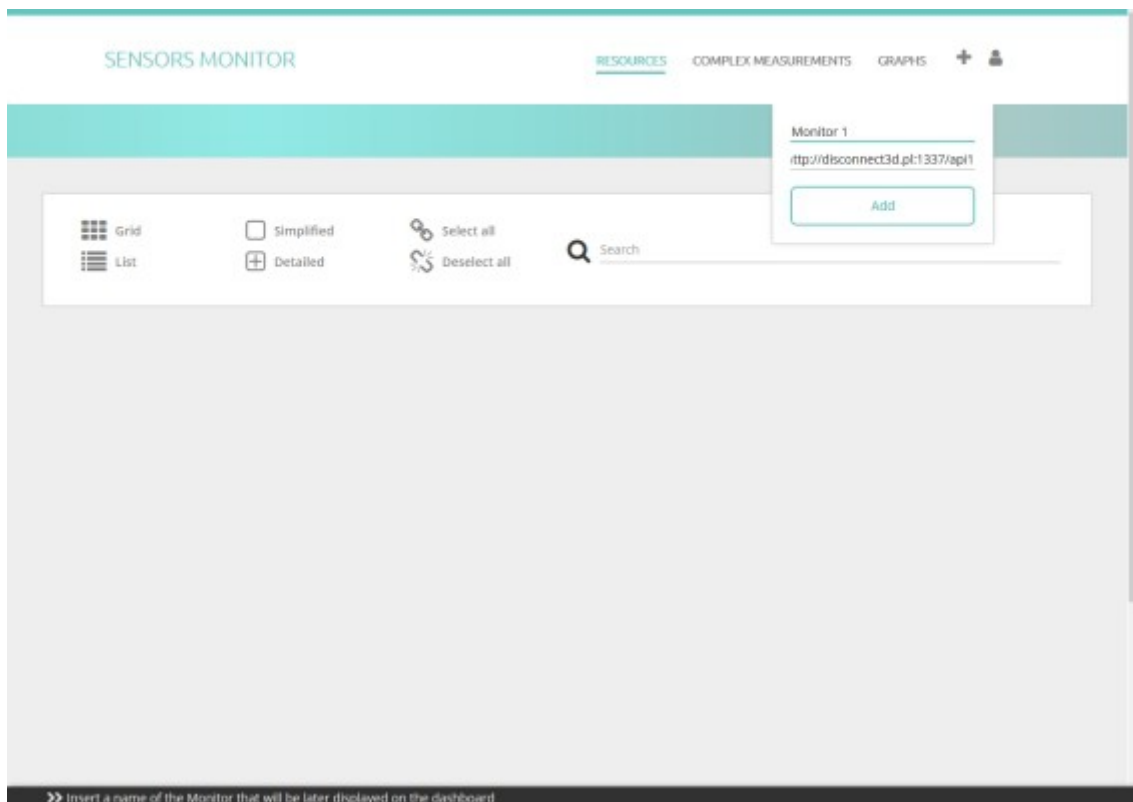 SENSORS MONITOR
RESOURCES COMPLEX MEASUREMENTS GRAPHS
Monitor 1
ttp://disconnect3d.pl:1337/api1
Add
Grid
Simplified
Select all
Search
List
Detailed
Deselect all
>> Insert a name of the Monitor that will be later displayed on the dashboard